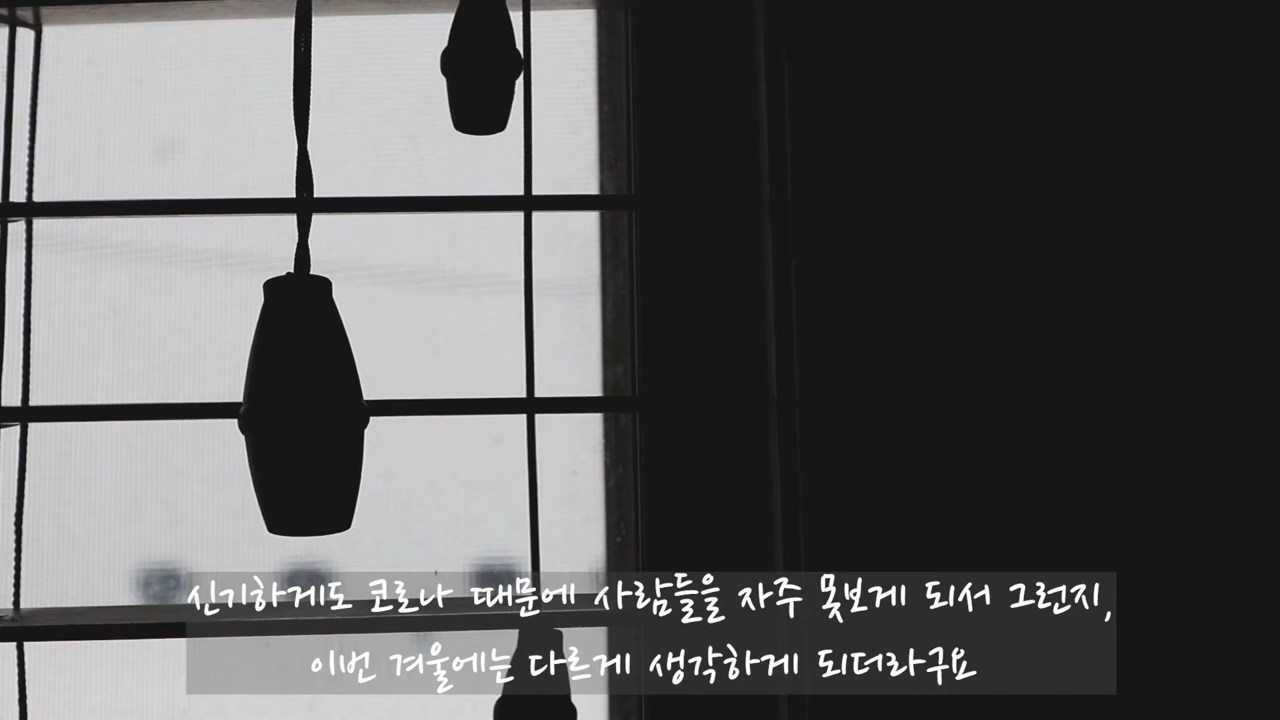 신기하게도 코로나 때문에 사람들을 자주 못보게 되서 그런지,
이번 겨울에는 다르게 생각하게 되더라구요